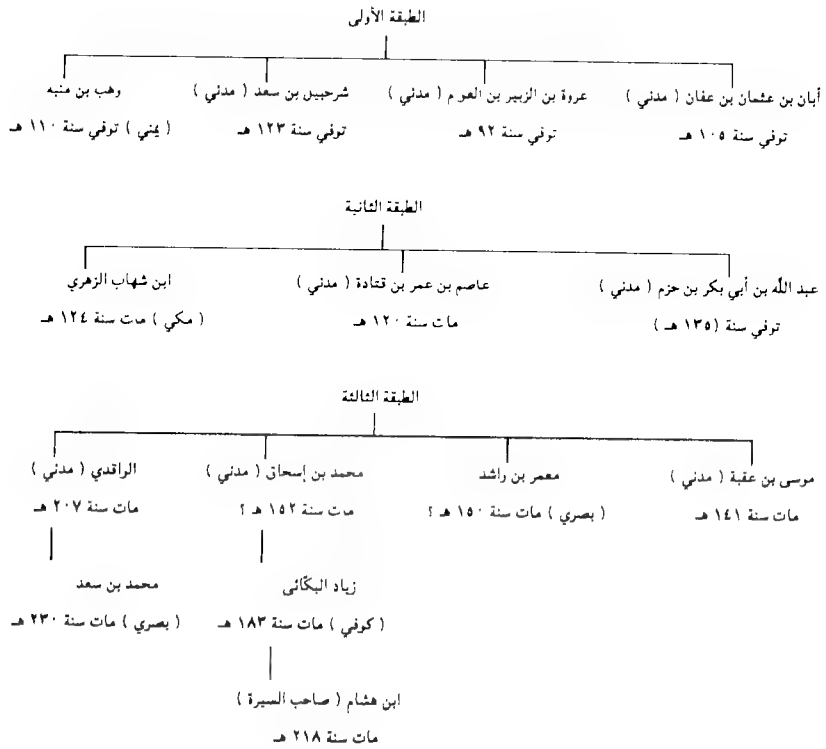 الطبقة الأولى
أبان بن عثمان بن عفان ( مدني ) عروة بن الزبير بن العوام ( مدني ) شرحبيل بن سعد ( مدني ) وهب بن منبه
توفي سنة ١٠٥ هـ توفي سنة ٩٢ هـ توفي سنة ١٢٣ هـ ( يمني ) توفي سنة ١١٠ هـ
الطبقة الثانية
عبد اللّه بن أبي بكر بن حزم ( مدني ) عاصم بن عمر بن قتادة ( مدني ) ابن شهاب الزهري
توفي سنة (١٣٥ هـ ) مات سنة ١٢٠ هـ ( مكي ) مات سنة ١٢٤ هـ
الطبقة الثالثة
موسى بن عقبة ( مدني ) معمر بن راشد محمد بن إسحاق ( مدني ) الواقدي ( مدني )
مات سنة ١٤١ هـ ( بصري ) مات سنة ١٥٠ هـ ؟ مات سنة ١٥٢ هـ ؟ مات سنة ٢٠٧ هـ
زياد البكّائى محمد بن سعد
( كوفي ) مات سنة ١٨٣ هـ ( بصري ) مات سنة ٢٣٠ هـ
ابن هشام ( صاحب السيرة )
مات سنة ٢١٨ هـ